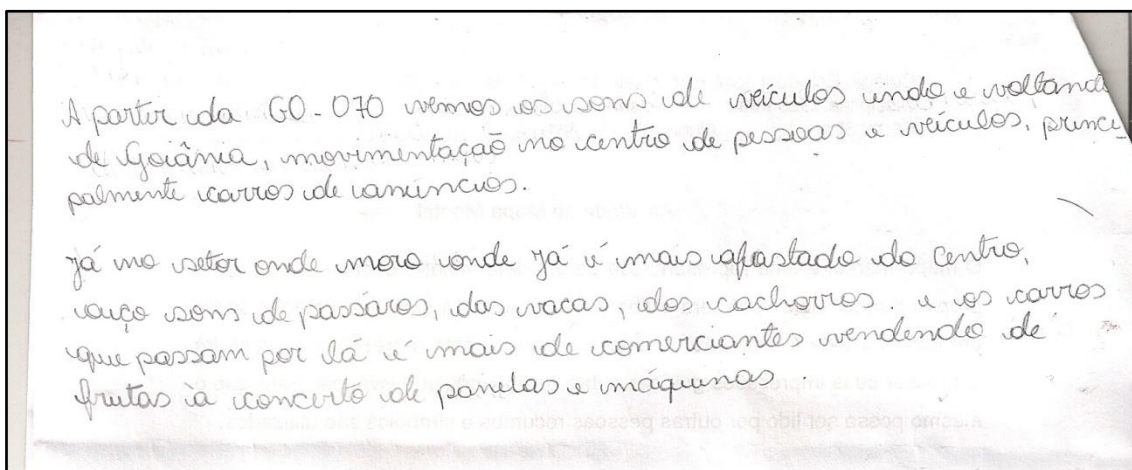 A partir da GO-070 vemos os sons de veículos indo e voltando
de Goiânia, movimentação no centro de pessoas e veículos, princi
palmente carros de anúncios.
Já no setor onde moro onde já é mais afastado do centro,
ouço sons de passáros, das vacas, dos cachorros. e os carros
que passam por lá é mais de comerciantes vendendo de
frutas à concerto de panelas e máquinas.